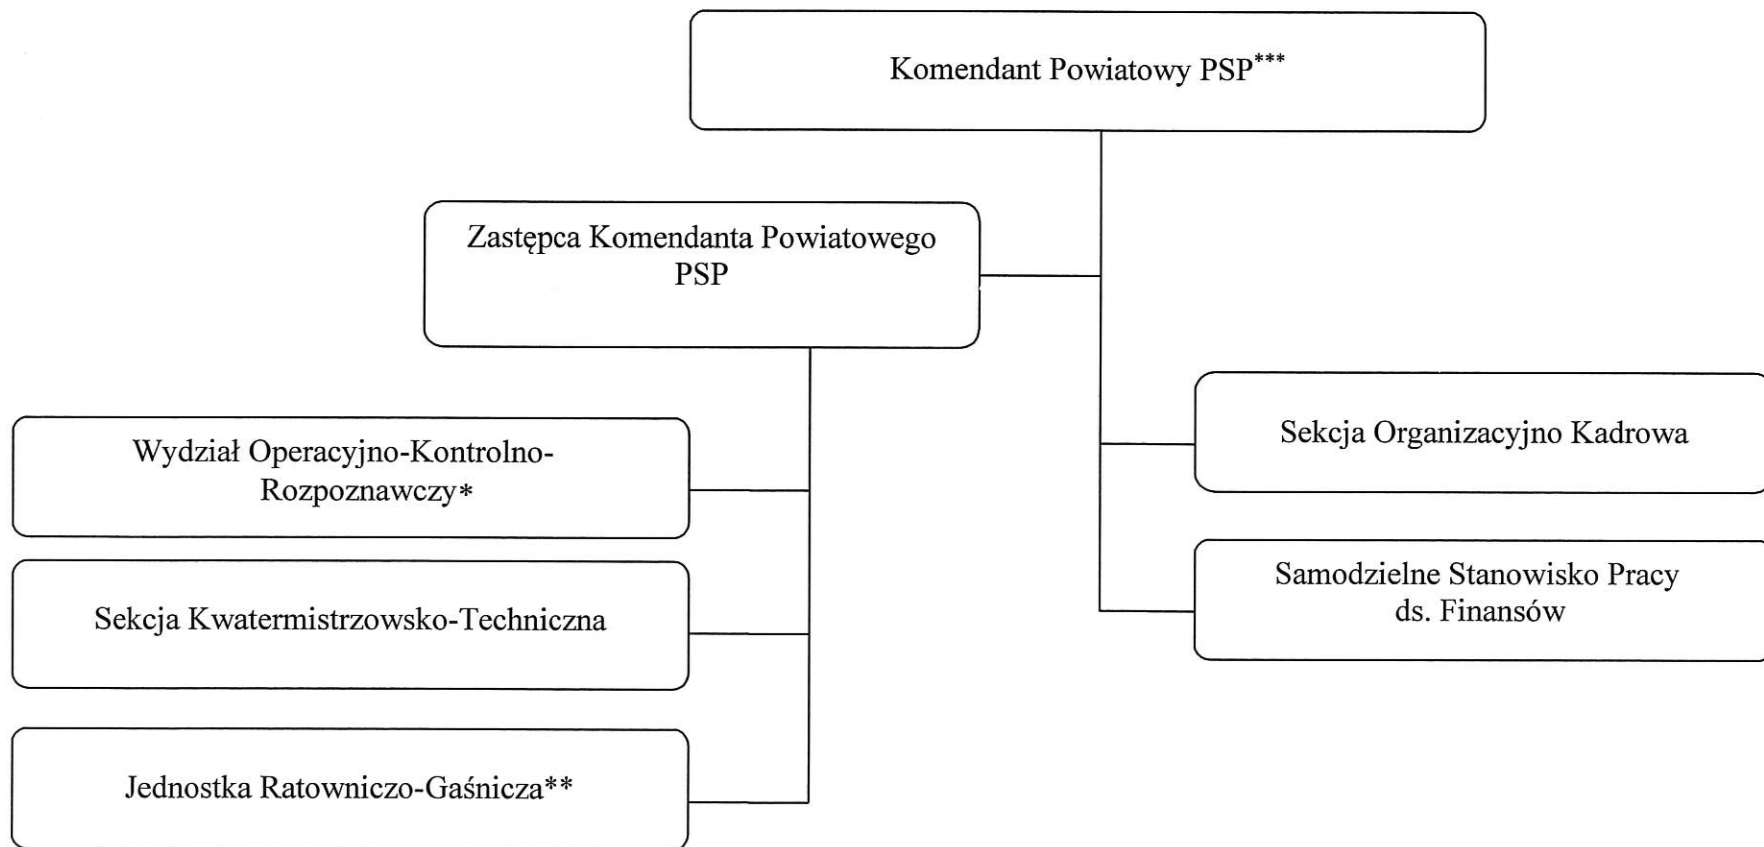 Komendant Powiatowy PSP***
Zastępca Komendanta Powiatowego
PSP
Wydział Operacyjno-Kontrolno-
Rozpoznawczy*
Sekcja Kwatermistrzowsko-Techniczna
Jednostka Ratowniczo-Gaśnicza**
Sekcja Organizacyjno Kadrowa
Samodzielne Stanowisko Pracy
ds. Finansów